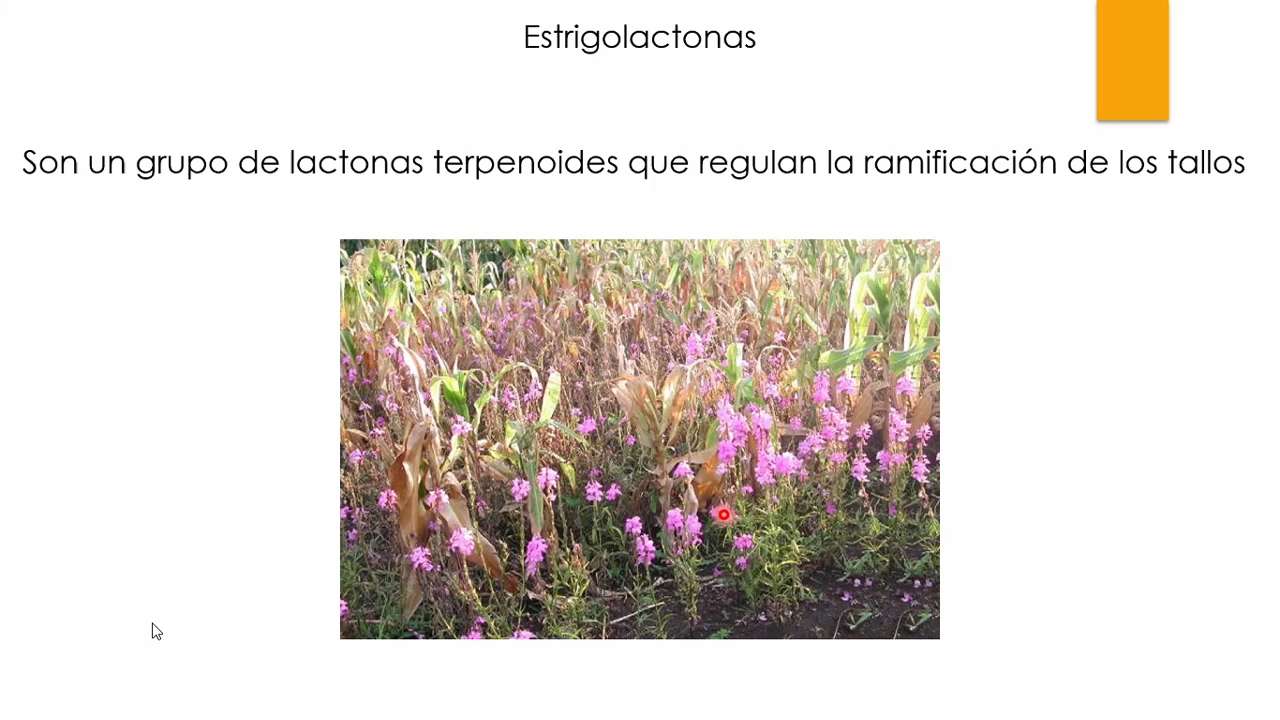 Estrigolactonas
Son un grupo de lactonas terpenoides que regulan la ramificación de los tallos